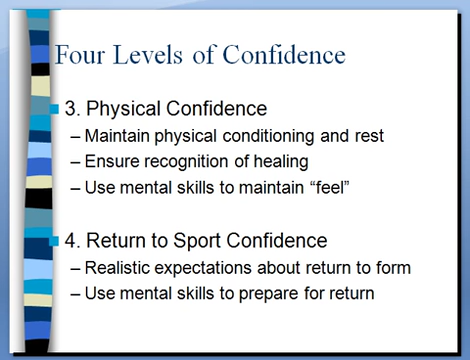 Four Levels of Confidence
3. Physical Confidence
– Maintain physical conditioning and rest
– Ensure recognition of healing
– Use mental skills to maintain “feel”
4. Return to Sport Confidence
– Realistic expectations about return to form
– Use mental skills to prepare for return